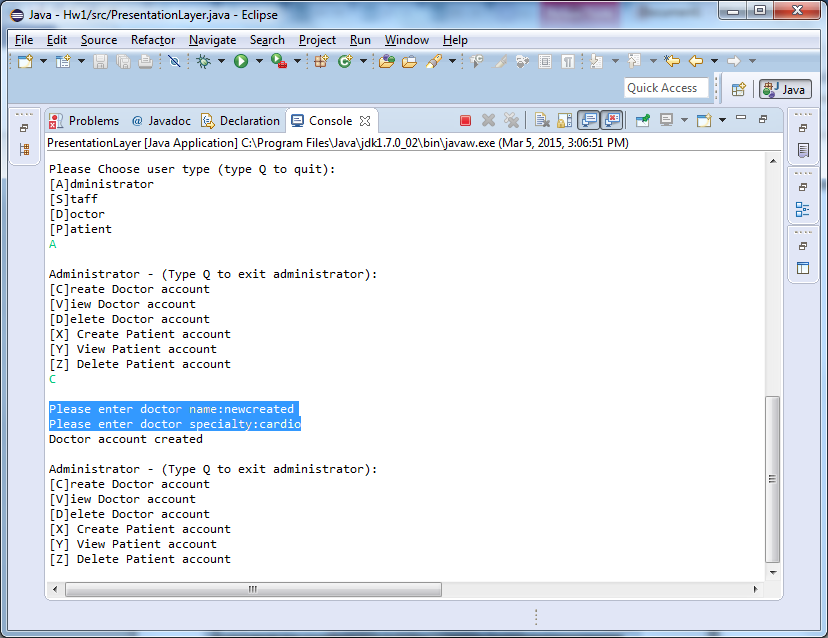 Java - Hw1/src/PresentationLayer.java - Eclipse
File Edit Source Refactor Navigate Search Project Run Window Help
Quick Access
Java
Problems @ Javadoc Declaration Console
PresentationLayer [Java Application] C:\Program Files\Java\jdk1.7.0_02\bin\javaw.exe (Mar 5, 2015, 3:06:51 PM)
Please Choose user type (type Q to quit):
[A]dministrator
[S]taff
[D]octor
[P]atient
A
Administrator - (Type Q to exit administrator):
[C]reate Doctor account
[V]iew Doctor account
[D]elete Doctor account
[X] Create Patient account
[Y] View Patient account
[Z] Delete Patient account
C
Please enter doctor name:newcreated
Please enter doctor specialty:cardio
Doctor account created
Administrator - (Type Q to exit administrator):
[C]reate Doctor account
[V]iew Doctor account
[D]elete Doctor account
[X] Create Patient account
[Y] View Patient account
[Z] Delete Patient account